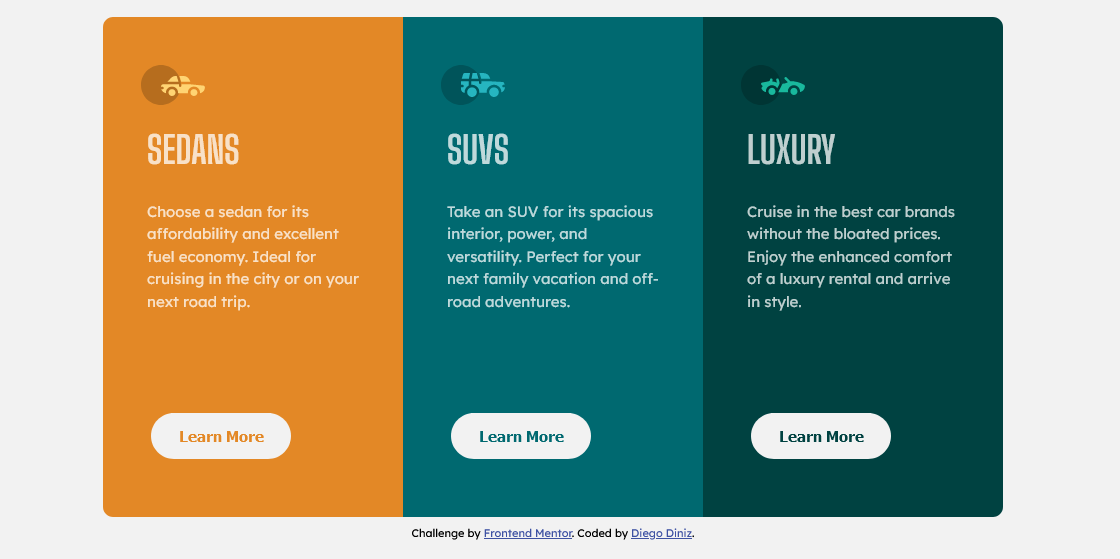 SEDANS
Choose a sedan for its
affordability and excellent
fuel economy. Ideal for
cruising in the city or on your
next road trip.
Learn More
SUVS
Take an SUV for its spacious
interior, power, and
versatility. Perfect for your
next family vacation and off-
road adventures.
Learn More
LUXURY
Cruise in the best car brands
without the bloated prices.
Enjoy the enhanced comfort
of a luxury rental and arrive
in style.
Learn More
Challenge by Frontend Mentor. Coded by Diego Diniz.